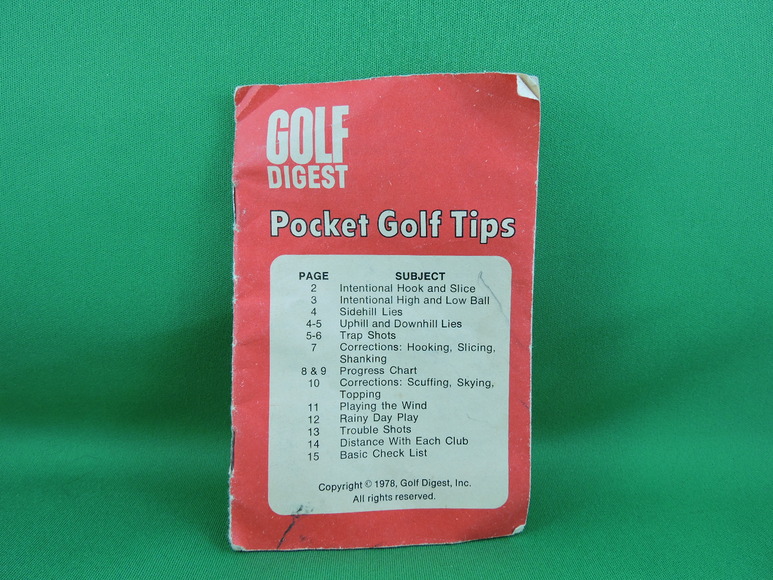 GOLF
DIGEST
Pocket Golf Tips
PAGE SUBJECT
2 Intentional Hook and Slice
3 Intentional High and Low Ball
4 Sidehill Lies
4-5 Uphill and Downhill Lies
5-6 Trap Shots
7 Corrections: Hooking, Slicing,
Shanking
8 & 9 Progress Chart
10 Corrections: Scuffing, Skying,
Topping
11 Playing the Wind
12 Rainy Day Play
13 Trouble Shots
14 Distance With Each Club
15 Basic Check List
Copyright © 1978, Golf Digest, Inc.
All rights reserved.